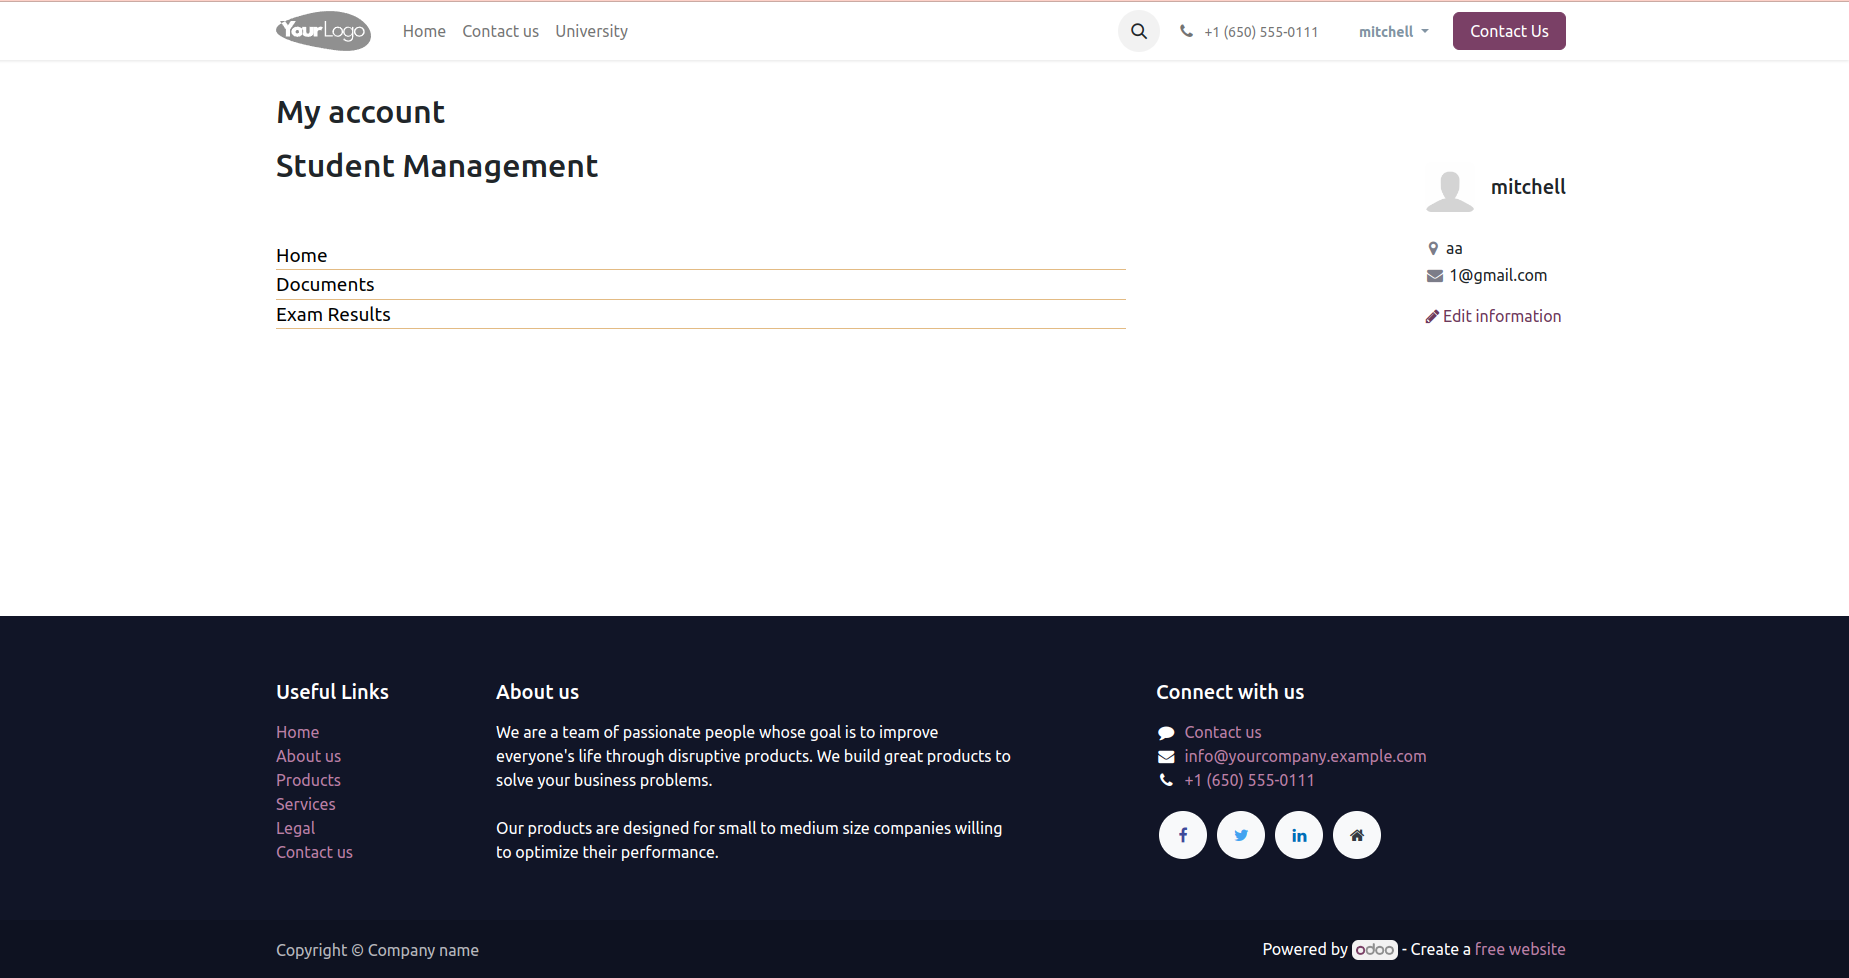 YourLogo Home Contact us University +1 (650) 555-0111 mitchell Contact Us
My account
Student Management
mitchell
Home
Documents
Exam Results
aa
1@gmail.com
Edit information
Useful Links
Home
About us
Products
Services
Legal
Contact us
About us
We are a team of passionate people whose goal is to improve
everyone's life through disruptive products. We build great products to
solve your business problems.
Our products are designed for small to medium size companies willing
to optimize their performance.
Connect with us
Contact us
info@yourcompany.example.com
+1 (650) 555-0111
Copyright © Company name
Powered by odoo - Create a free website